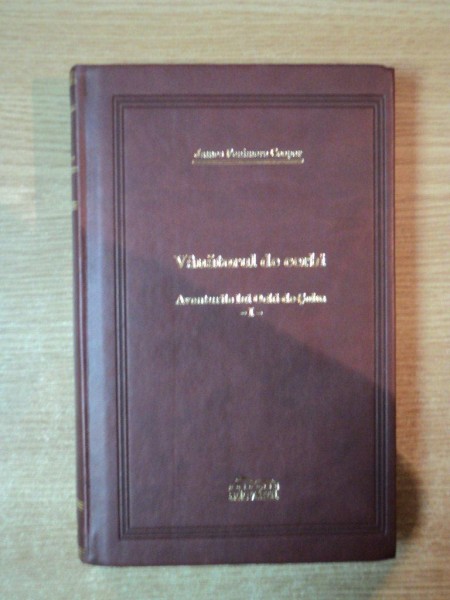 James Fenimore Cooper
Vânătorul de cerbi
Aventurile lui Ochi de Șoim
- I -